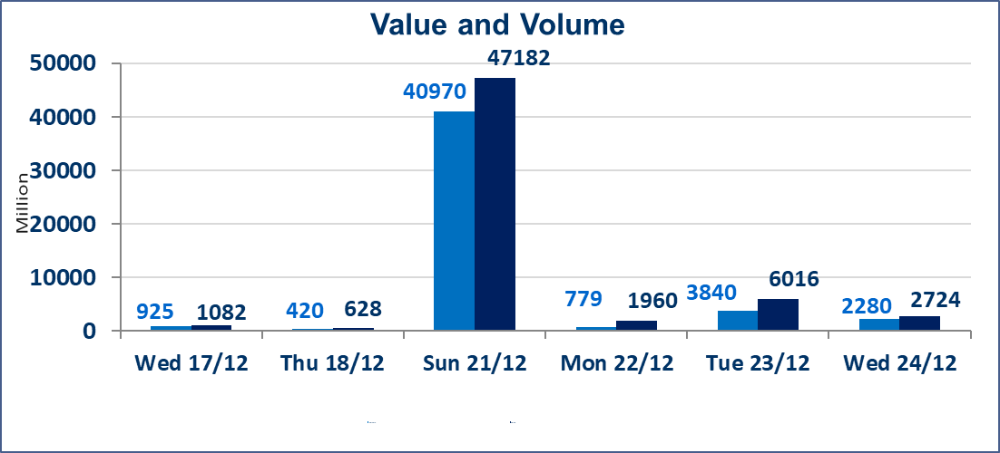 Value and Volume
50000
40000
30000
20000
10000
0
Million
925
1082
420
628
40970
47182
779
1960
3840
6016
2280
2724
Wed 17/12
Thu 18/12
Sun 21/12
Mon 22/12
Tue 23/12
Wed 24/12